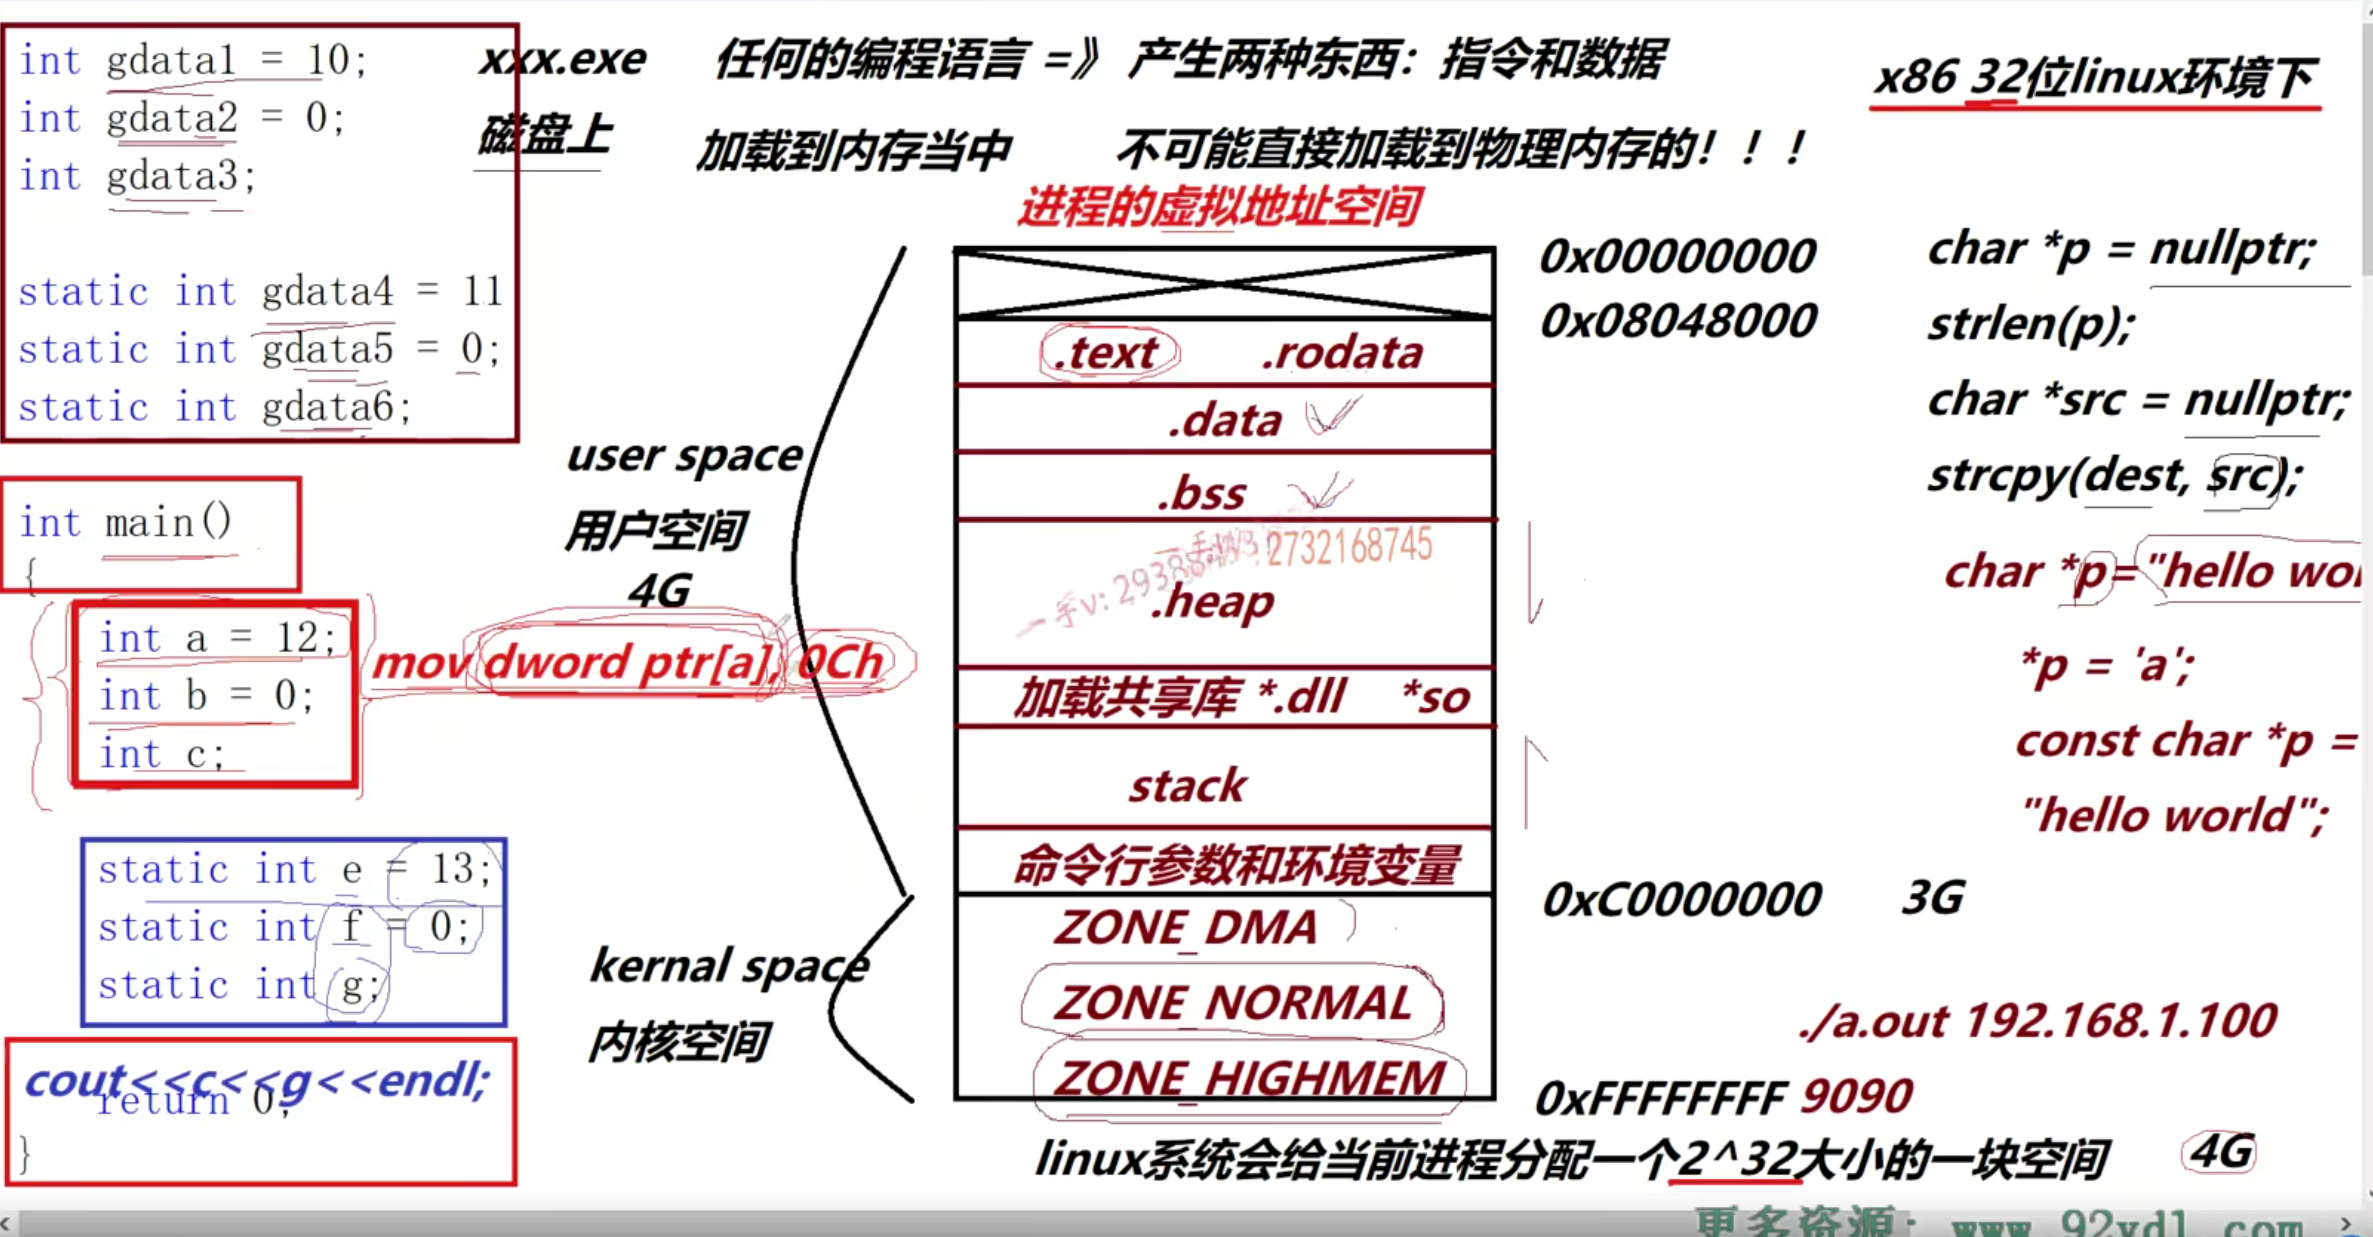 int gdata1 = 10;
int gdata2 = 0;
int gdata3;
static int gdata4 = 11
static int gdata5 = 0;
static int gdata6;
int main()
{
int a = 12;
int b = 0;
int c;
static int e = 13;
static int f = 0;
static int g;
cout<<c<<g<<endl;
return 0;
}
xxx.exe
磁盘上
任何的编程语言 =》 产生两种东西：指令和数据
加载到内存当中 不可能直接加载到物理内存的！！！
x86 32位linux环境下
进程的虚拟地址空间
user space
用户空间
4G
mov dword ptr[a], 0Ch
kernal space
内核空间
.text .rodata
.data
.bss
2732168745
一手v: 
.heap
加载共享库 *.dll *so
stack
命令行参数和环境变量
ZONE_DMA
ZONE_NORMAL
ZONE_HIGHMEM
0x00000000
0x08048000
0xC0000000 3G
0xFFFFFFFF
char *p = nullptr;
strlen(p);
char *src = nullptr;
strcpy(dest, src);
char *p="hello wo
*p = 'a';
const char *p =
"hello world";
./a.out 192.168.1.100
9090
linux系统会给当前进程分配一个2^32大小的一块空间 4G
更多资源：www.92ydl.com